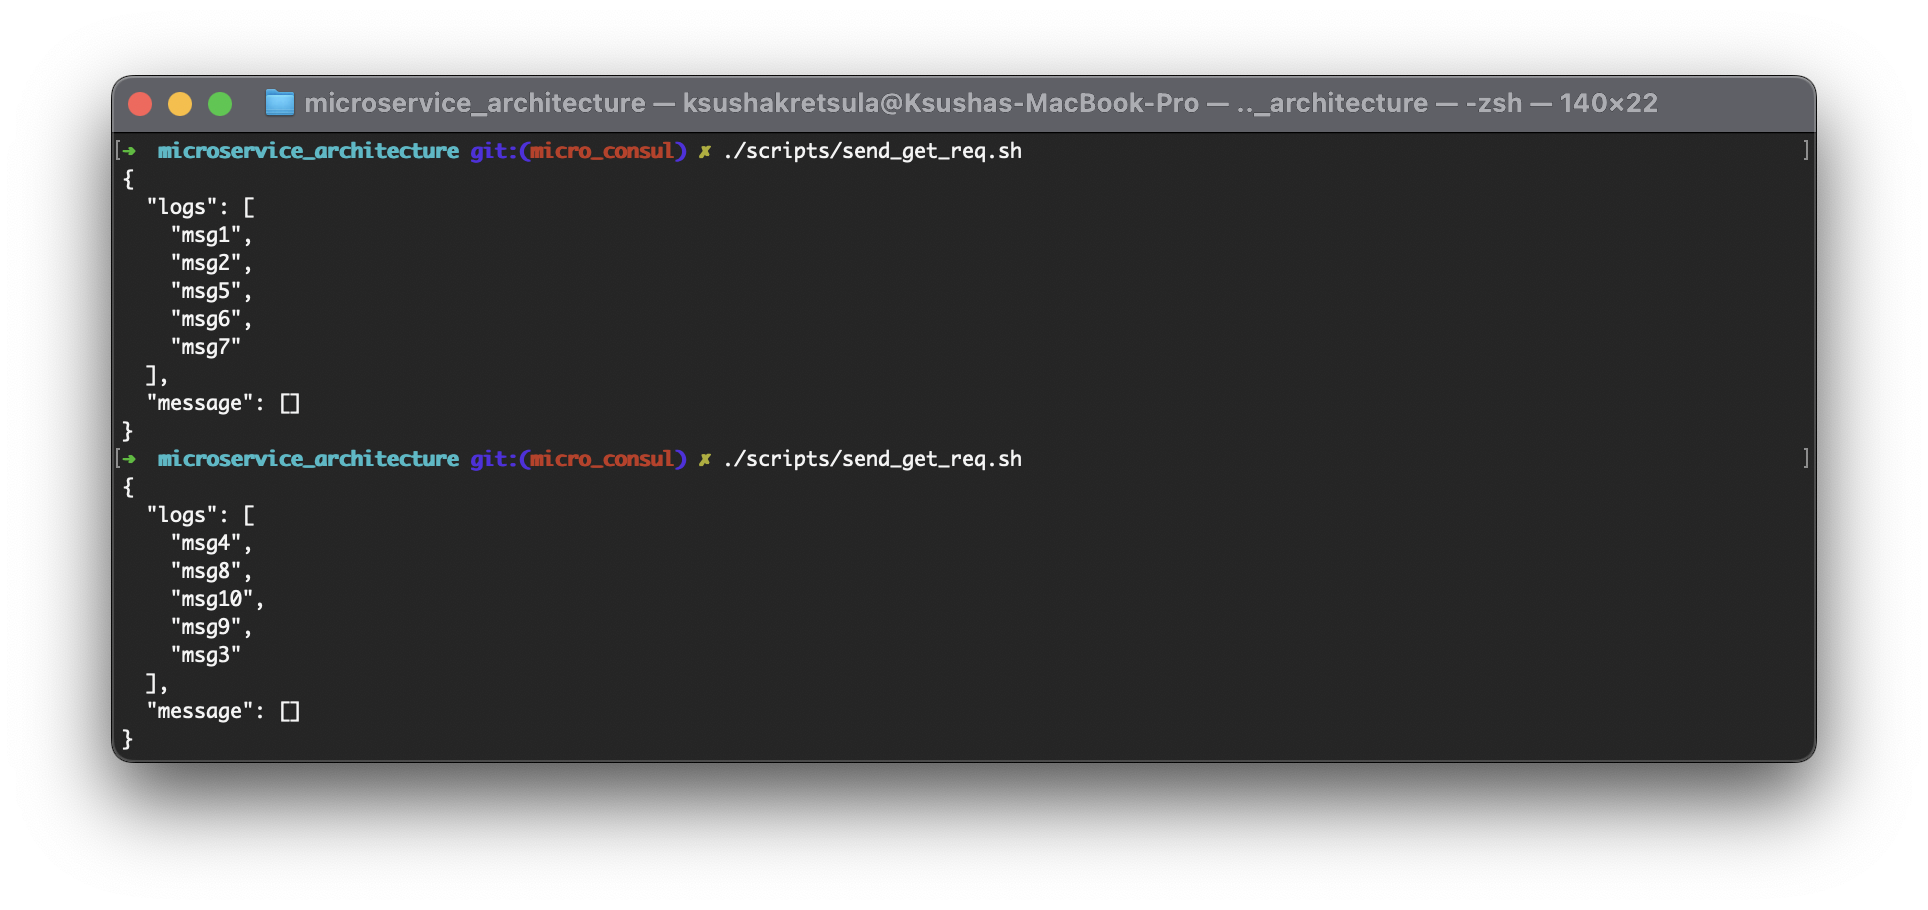 microservice_architecture — ksushakretsula@Ksushas-MacBook-Pro — .._architecture — -zsh — 140×22
[➜  microservice_architecture git:(micro_consul) ✗ ./scripts/send_get_req.sh ]
{
  "logs": [
    "msg1",
    "msg2",
    "msg5",
    "msg6",
    "msg7"
  ],
  "message": []
}
[➜  microservice_architecture git:(micro_consul) ✗ ./scripts/send_get_req.sh ]
{
  "logs": [
    "msg4",
    "msg8",
    "msg10",
    "msg9",
    "msg3"
  ],
  "message": []
}